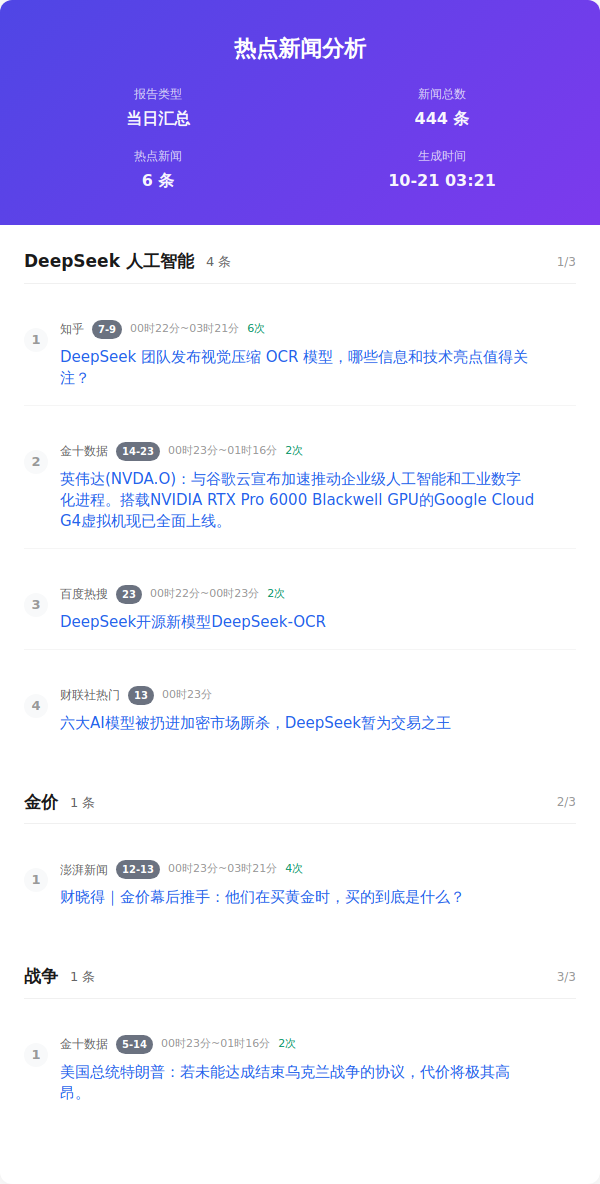 热点新闻分析
报告类型
新闻总数
当日汇总
444 条
热点新闻
生成时间
6 条
10-21 03:21
DeepSeek 人工智能 4 条 1/3
1 知乎 7-9 00时22分~03时21分 6次
DeepSeek 团队发布视觉压缩 OCR 模型，哪些信息和技术亮点值得关
注？
2 金十数据 14-23 00时23分~01时16分 2次
英伟达(NVDA.O)：与谷歌云宣布加速推动企业级人工智能和工业数字
化进程。搭载NVIDIA RTX Pro 6000 Blackwell GPU的Google Cloud
G4虚拟机现已全面上线。
3 百度热搜 23 00时22分~00时23分 2次
DeepSeek开源新模型DeepSeek-OCR
4 财联社热门 13 00时23分
六大AI模型被扔进加密市场厮杀，DeepSeek暂为交易之王
金价 1 条 2/3
1 澎湃新闻 12-13 00时23分~03时21分 4次
财晓得｜金价幕后推手：他们在买黄金时，买的到底是什么？
战争 1 条 3/3
1 金十数据 5-14 00时23分~01时16分 2次
美国总统特朗普：若未能达成结束乌克兰战争的协议，代价将极其高
昂。